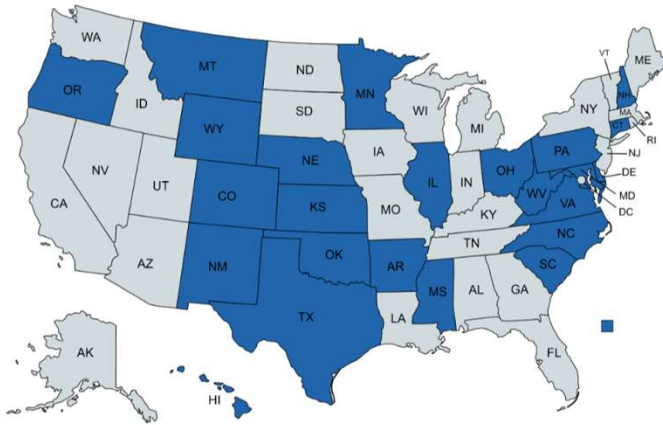 WA
MT
ND
MN
OR
ID
SD
WI
MI
WY
IA
NE
NV
UT
CO
IL
IN
OH
PA
NY
VT
ME
NH
MA
CT
RI
NJ
DE
MD
DC
WV
VA
CA
KS
MO
KY
NC
AZ
NM
OK
AR
TN
SC
TX
LA
MS
AL
GA
FL
AK
HI